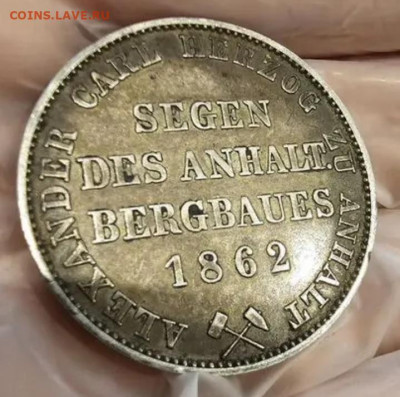 COINS.LAVE.RU
ALEXANDER CARL HERZOG ZU ANHALT
SEGEN
DES ANHALT.
BERGBAUES
1862